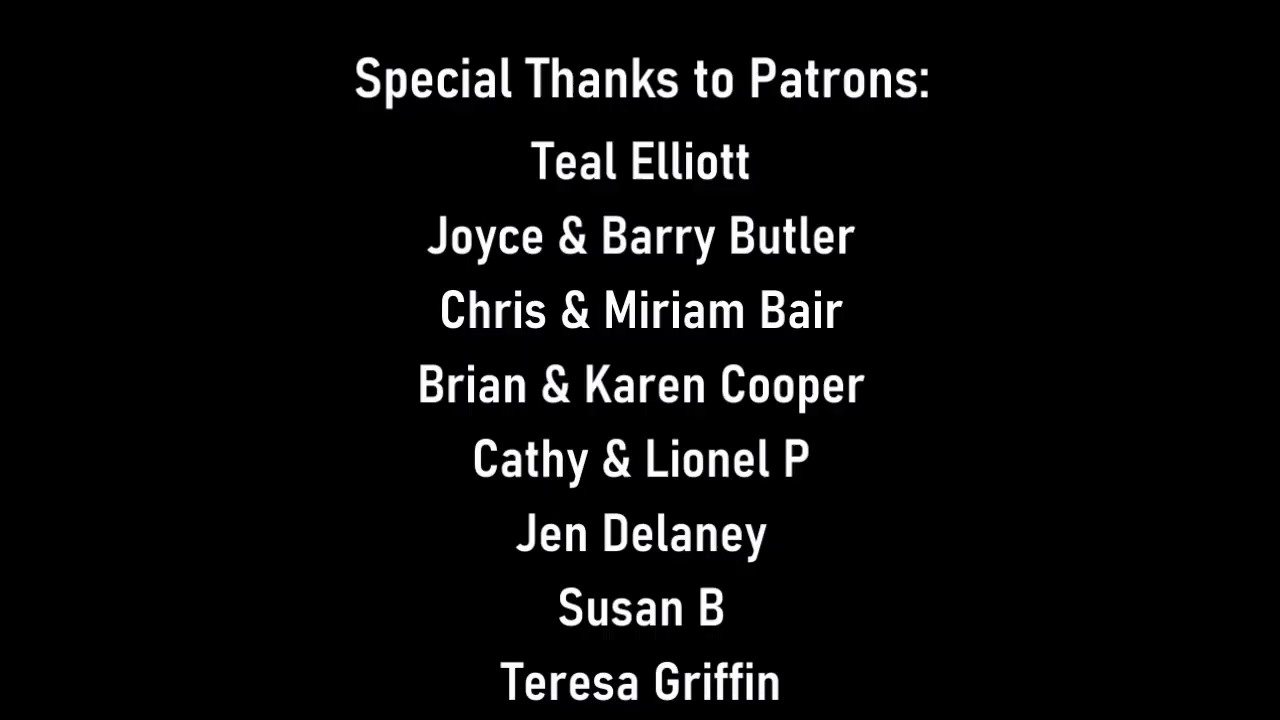 Special Thanks to Patrons:
Teal Elliott
Joyce & Barry Butler
Chris & Miriam Bair
Brian & Karen Cooper
Cathy & Lionel P
Jen Delaney
Susan B
Teresa Griffin